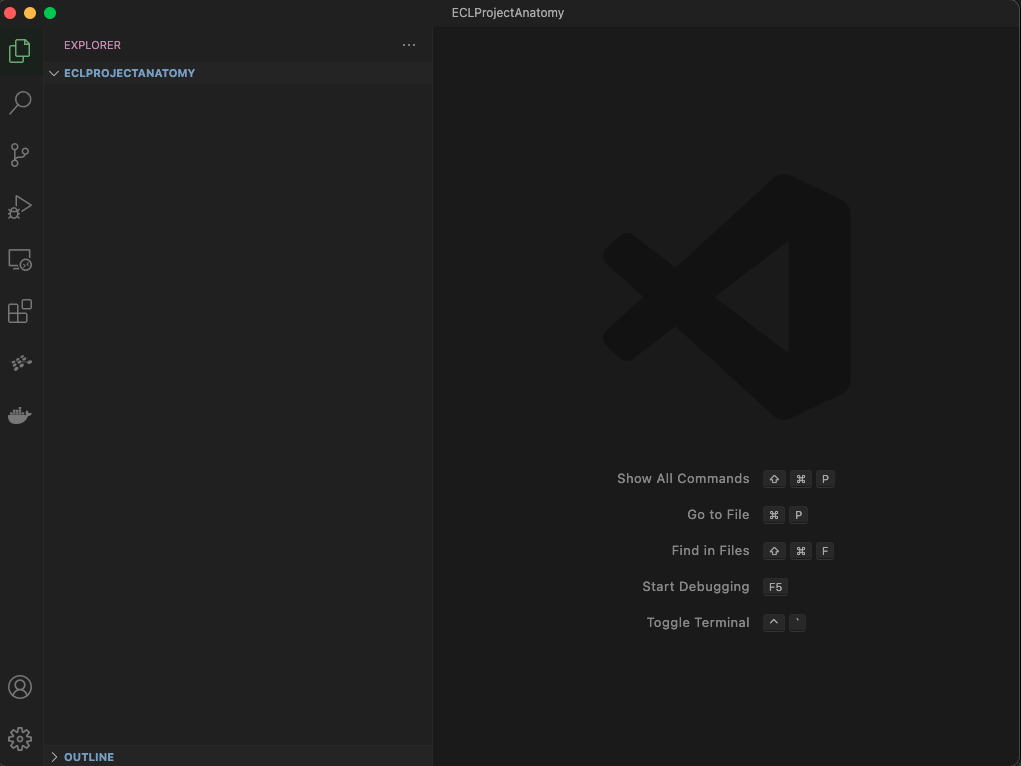 ECLProjectAnatomy
EXPLORER
ECLPROJECTANATOMY
Show All Commands ⇧ ⌘ P
Go to File ⌘ P
Find in Files ⇧ ⌘ F
Start Debugging F5
Toggle Terminal ^ `
OUTLINE